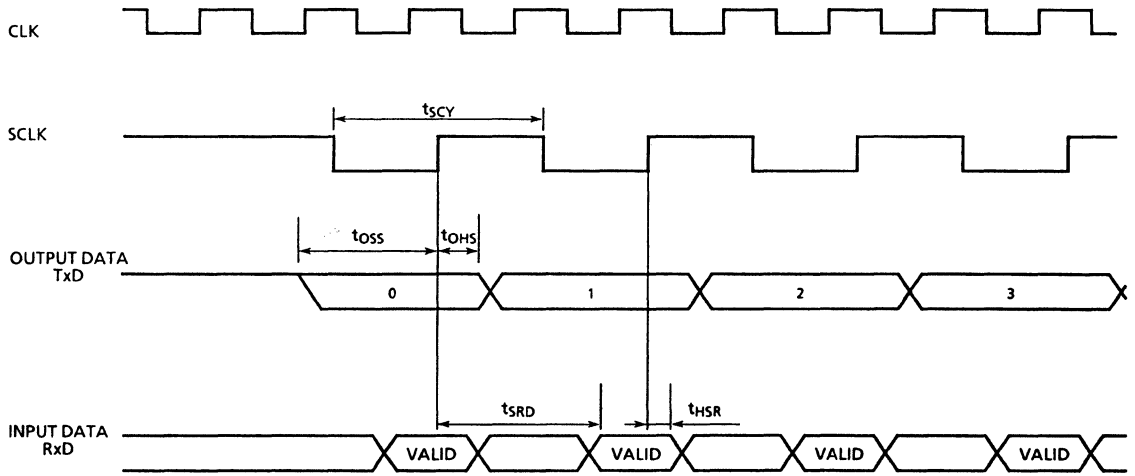 CLK
tSCY
SCLK
tOSS
tOHS
OUTPUT DATA
TxD
0 1 2 3
tSRD
tHSR
INPUT DATA
RxD
VALID VALID VALID VALID